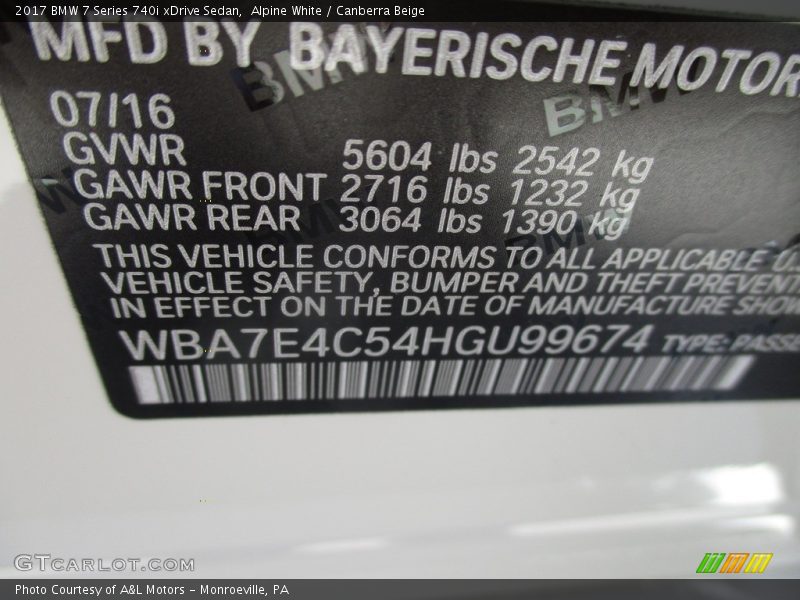 2017 BMW 7 Series 740i xDrive Sedan, Alpine White / Canberra Beige
MFD BY BAYERISCHE MOTOR
07/16
GVWR 5604 lbs 2542 kg
GAWR FRONT 2716 lbs 1232 kg
GAWR REAR 3064 lbs 1390 kg
THIS VEHICLE CONFORMS TO ALL APPLICABLE U.S
VEHICLE SAFETY, BUMPER AND THEFT PREVENT
IN EFFECT ON THE DATE OF MANUFACTURE SHOW
WBA7E4C54HGU99674 TYPE: PASSE
GTCARLOT.COM
Photo Courtesy of A&L Motors – Monroeville, PA